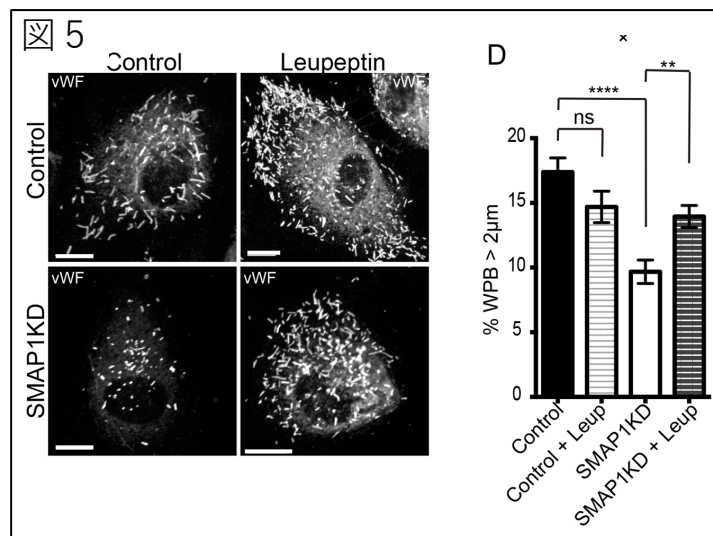 図 5
Control
Leupeptin
D
x
vWF
vWF
Control
vWF
vWF
SMAP1KD
**
****
ns
20
15
10
5
0
% WPB > 2µm
Control
Control + Leup
SMAP1KD
SMAP1KD + Leup